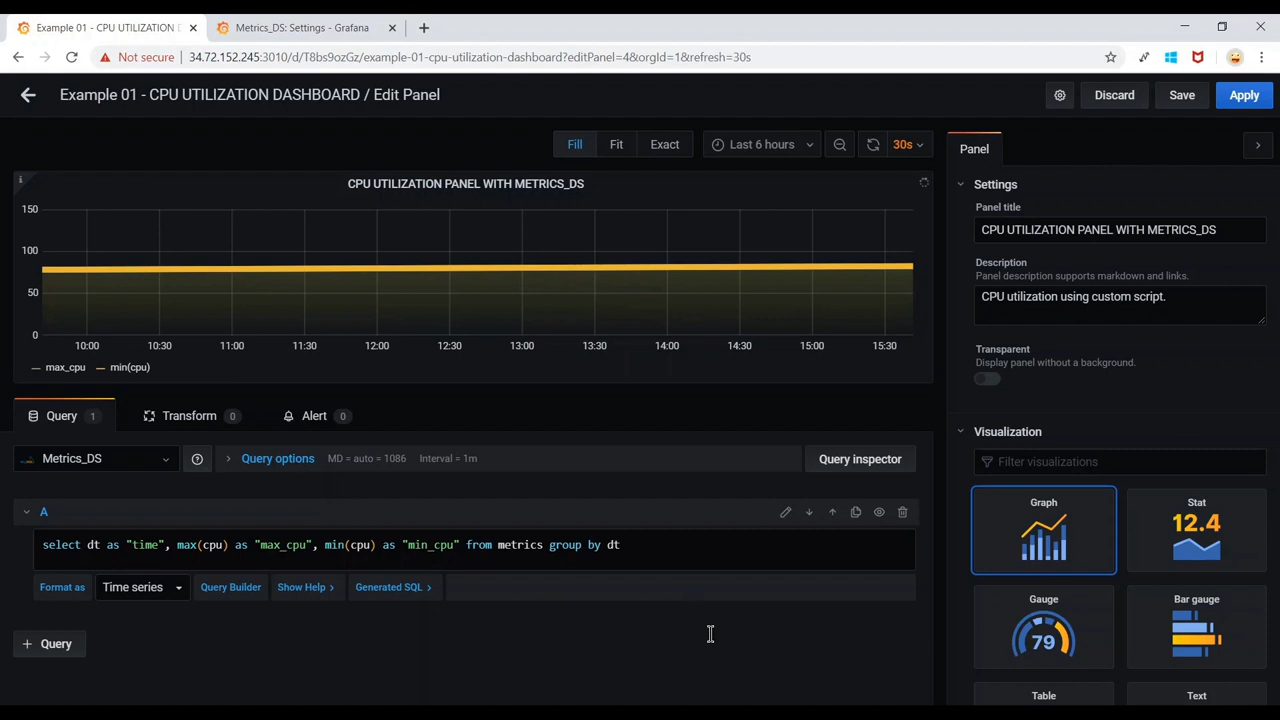 Example 01 - CPU UTILIZATION D
Metrics_DS: Settings - Grafana
Not secure
34.72.152.245:3010/d/T8bs9ozGz/example-01-cpu-utilization-dashboard?editPanel=4&orgId=1&refresh=30s
Example 01 - CPU UTILIZATION DASHBOARD / Edit Panel
Discard
Save
Apply
Fill
Fit
Exact
Last 6 hours
30s
CPU UTILIZATION PANEL WITH METRICS_DS
150
100
50
0
10:00 10:30 11:00 11:30 12:00 12:30 13:00 13:30 14:00 14:30 15:00 15:30
max_cpu min(cpu)
Query 1
Transform 0
Alert 0
Metrics_DS
Query options
MD = auto = 1086
Interval = 1m
Query inspector
A
select dt as "time", max(cpu) as "max_cpu", min(cpu) as "min_cpu" from metrics group by dt
Format as
Time series
Query Builder
Show Help
Generated SQL
+ Query
Panel
Settings
Panel title
CPU UTILIZATION PANEL WITH METRICS_DS
Description
Panel description supports markdown and links.
CPU utilization using custom script.
Transparent
Display panel without a background.
Visualization
Filter visualizations
Graph
Stat
12.4
Gauge
79
Bar gauge
Table
Text